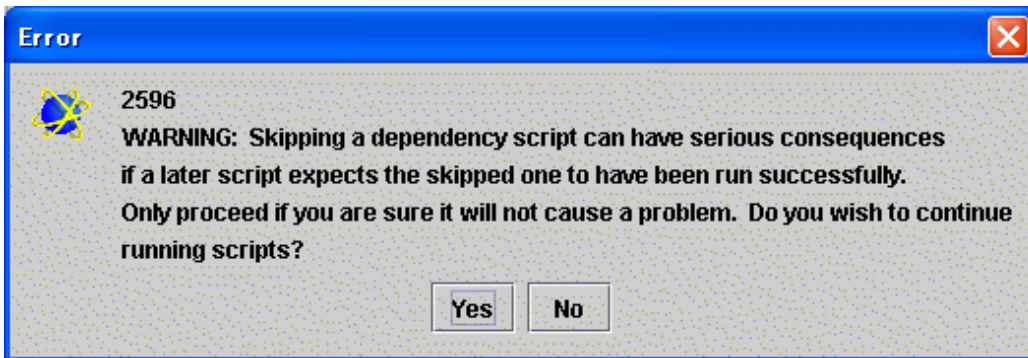 Error
2596
WARNING:  Skipping a dependency script can have serious consequences
if a later script expects the skipped one to have been run successfully.
Only proceed if you are sure it will not cause a problem.  Do you wish to continue
running scripts?
Yes No